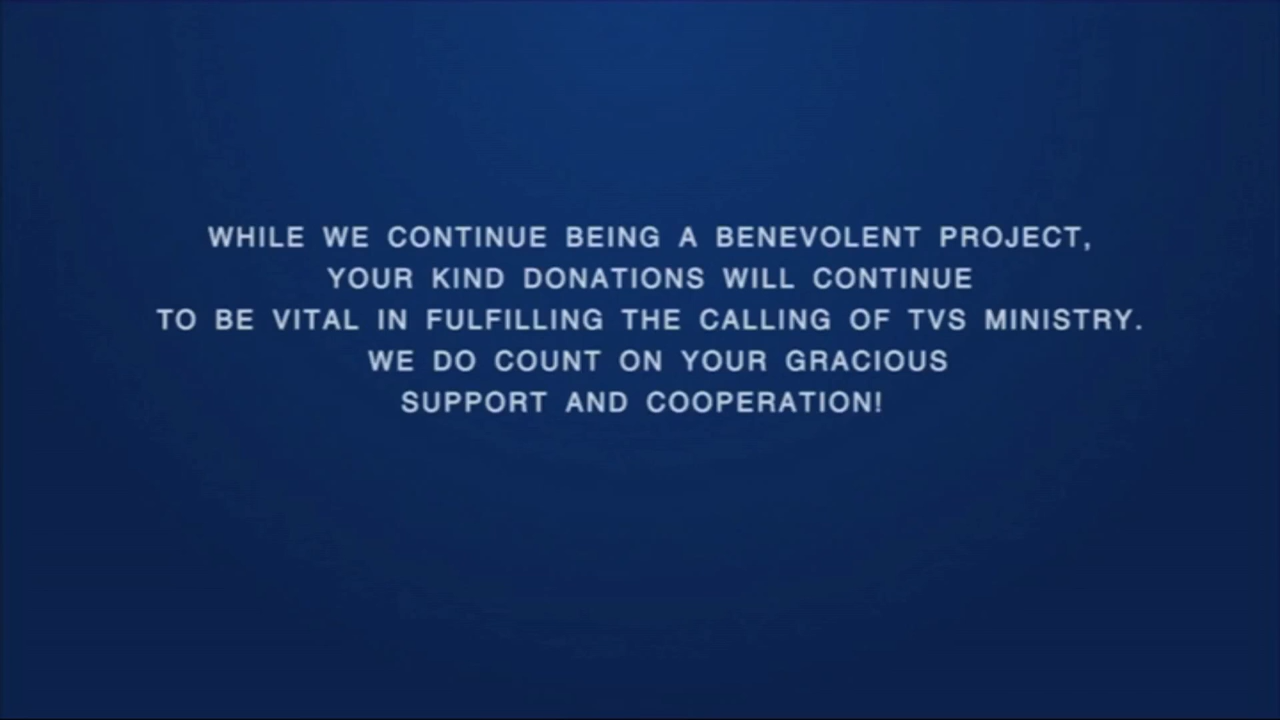 WHILE WE CONTINUE BEING A BENEVOLENT PROJECT,
YOUR KIND DONATIONS WILL CONTINUE
TO BE VITAL IN FULFILLING THE CALLING OF TVS MINISTRY.
WE DO COUNT ON YOUR GRACIOUS
SUPPORT AND COOPERATION!